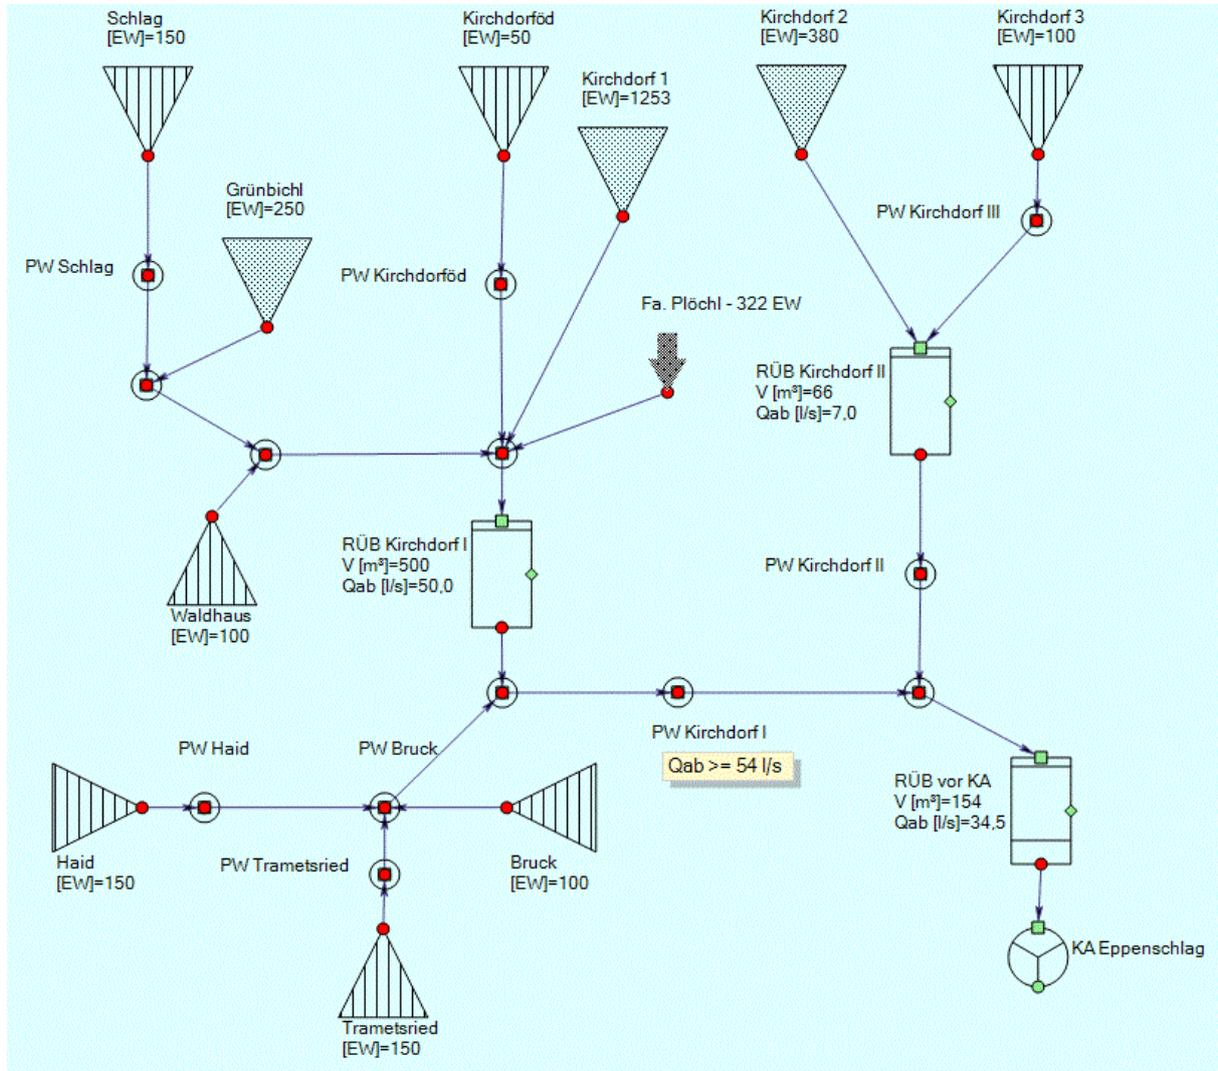 Schlag
[EW]=150
Kirchdorföd
[EW]=50
Kirchdorf 2
[EW]=380
Kirchdorf 3
[EW]=100
Kirchdorf 1
[EW]=1253
Grünbichl
[EW]=250
PW Kirchdorf III
PW Schlag
PW Kirchdorföd
Fa. Plöchl - 322 EW
RÜB Kirchdorf II
V [m³]=66
Qab [l/s]=7,0
RÜB Kirchdorf I
V [m³]=500
Qab [l/s]=50,0
PW Kirchdorf II
Waldhaus
[EW]=100
PW Kirchdorf I
Qab >= 54 l/s
PW Haid
PW Bruck
RÜB vor KA
V [m³]=154
Qab [l/s]=34,5
Haid
[EW]=150
PW Trametsried
Bruck
[EW]=100
KA Eppenschlag
Trametsried
[EW]=150